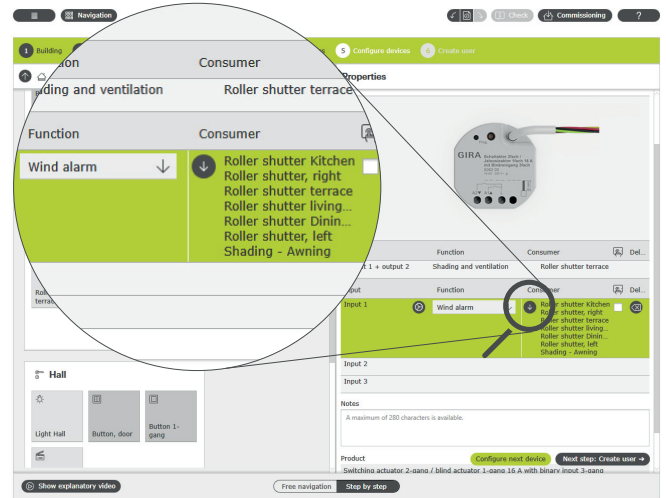 Navigation
Check
Commissioning
?
1 Building
5 Configure devices
Create user
Properties
Consumer
ding and ventilation
Roller shutter terrace
Function
Consumer
Wind alarm
Roller shutter Kitchen
Roller shutter, right
Roller shutter terrace
Roller shutter living...
Roller shutter Dinin...
Roller shutter, left
Shading - Awning
GIRA
Function
Consumer
Del...
1 + output 2
Shading and ventilation
Roller shutter terrace
Function
Del...
Input 1
Wind alarm
Roller shutter Kitchen
Roller shutter, right
Roller shutter terrace
Roller shutter living...
Roller shutter Dinin...
Roller shutter, left
Shading - Awning
Input 2
Input 3
Notes
A maximum of 280 characters is available.
Hall
Light Hall
Button, door
Button 1-
gang
Product
Configure next device
Next step: Create user
Switching actuator 2-gang / blind actuator 1-gang 16 A with binary input 3-gang
Show explanatory video
Free navigation
Step by step